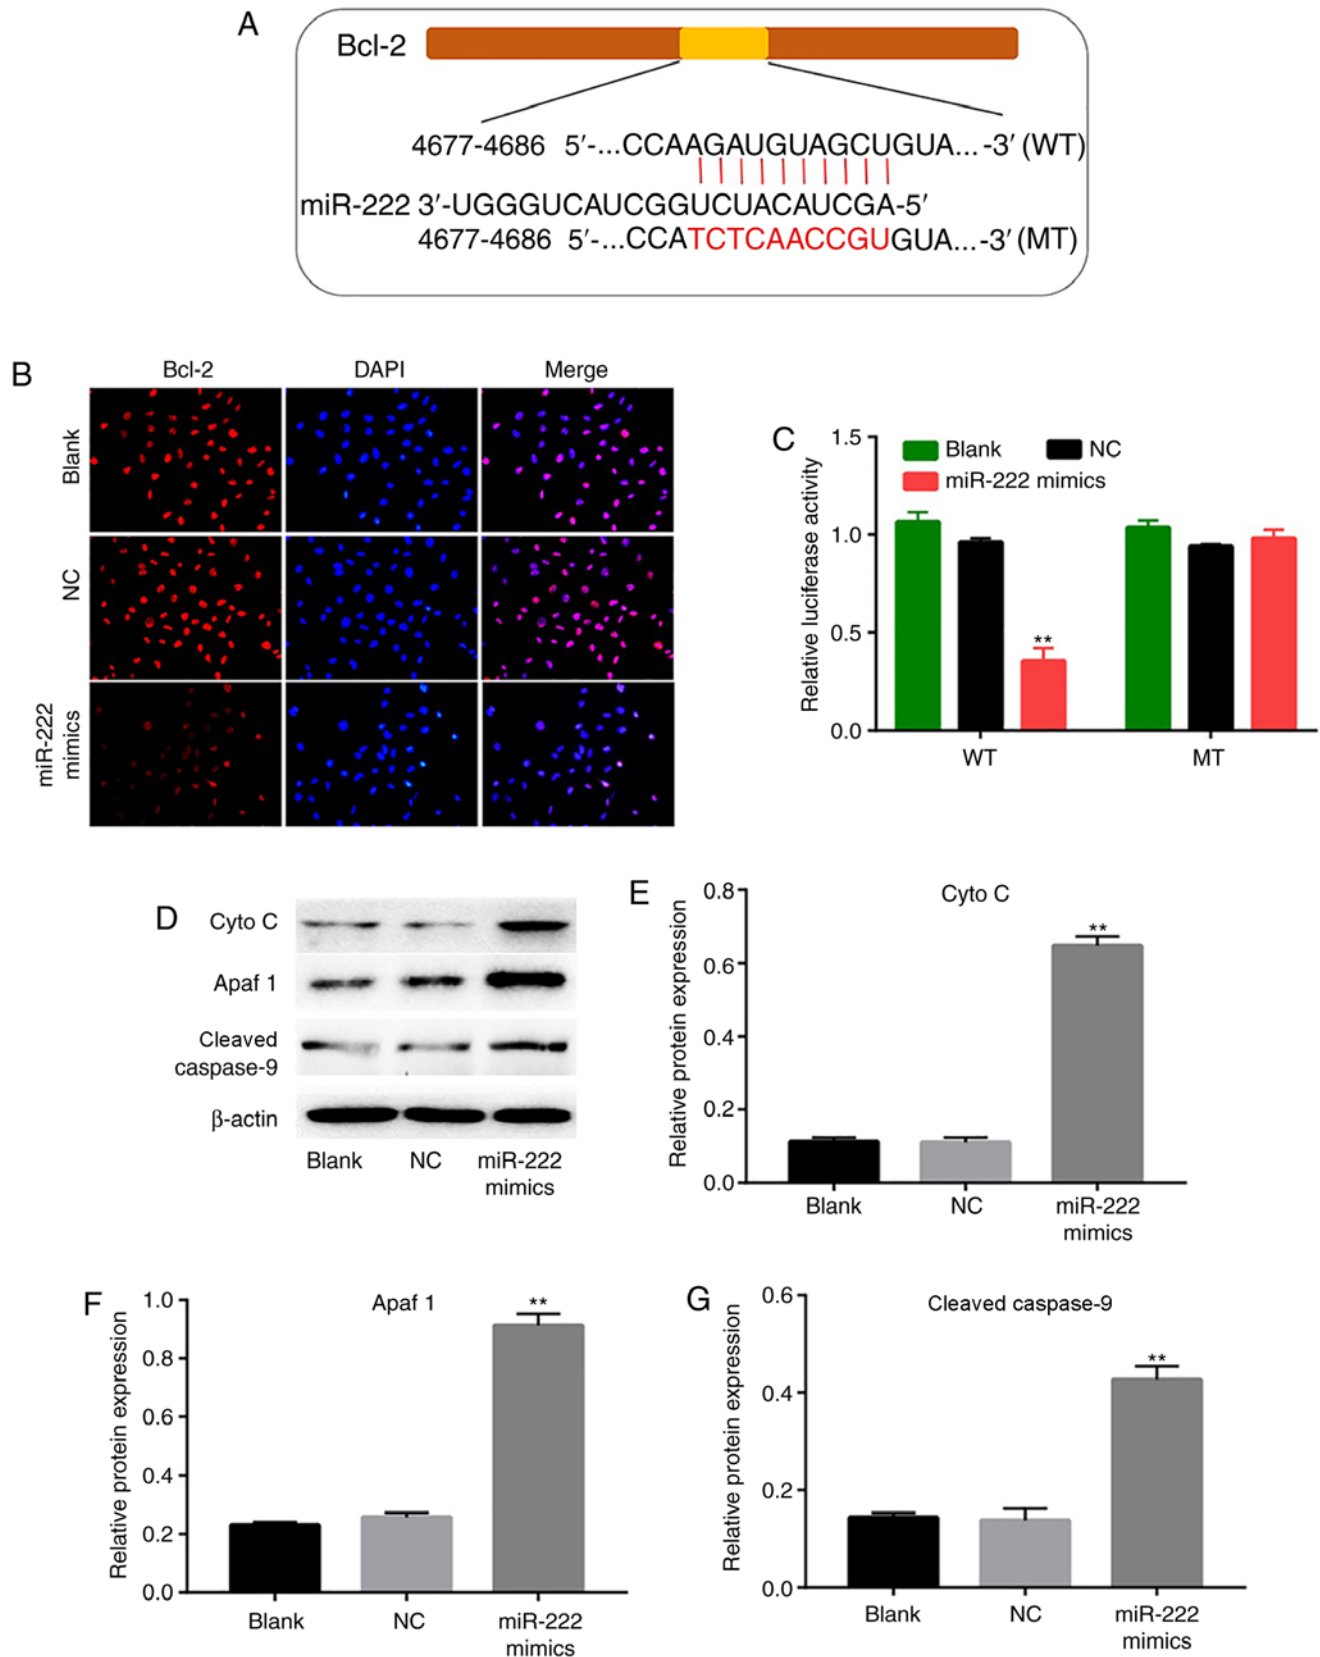 A
Bcl-2
4677-4686 5′-...CCAAGAUGUAGCUGUA... -3′ (WT)
miR-222 3′-UGGGUCAUCGGUCUACAUCGA-5′
4677-4686 5′-...CCATCTCAACCGUGUA... -3′ (MT)
B
Bcl-2 DAPI Merge
Blank
NC
miR-222
mimics
C
Relative luciferase activity
1.5
1.0
0.5
0.0
Blank NC
miR-222 mimics
**
WT MT
D
Cyto C
Apaf 1
Cleaved
caspase-9
β-actin
Blank NC miR-222
mimics
E
Cyto C
Relative protein expression
0.8
0.6
0.4
0.2
0.0
**
Blank NC miR-222
mimics
F
Apaf 1
Relative protein expression
1.0
0.8
0.6
0.4
0.2
0.0
**
Blank NC miR-222
mimics
G
Cleaved caspase-9
Relative protein expression
0.6
0.4
0.2
0.0
**
Blank NC miR-222
mimics